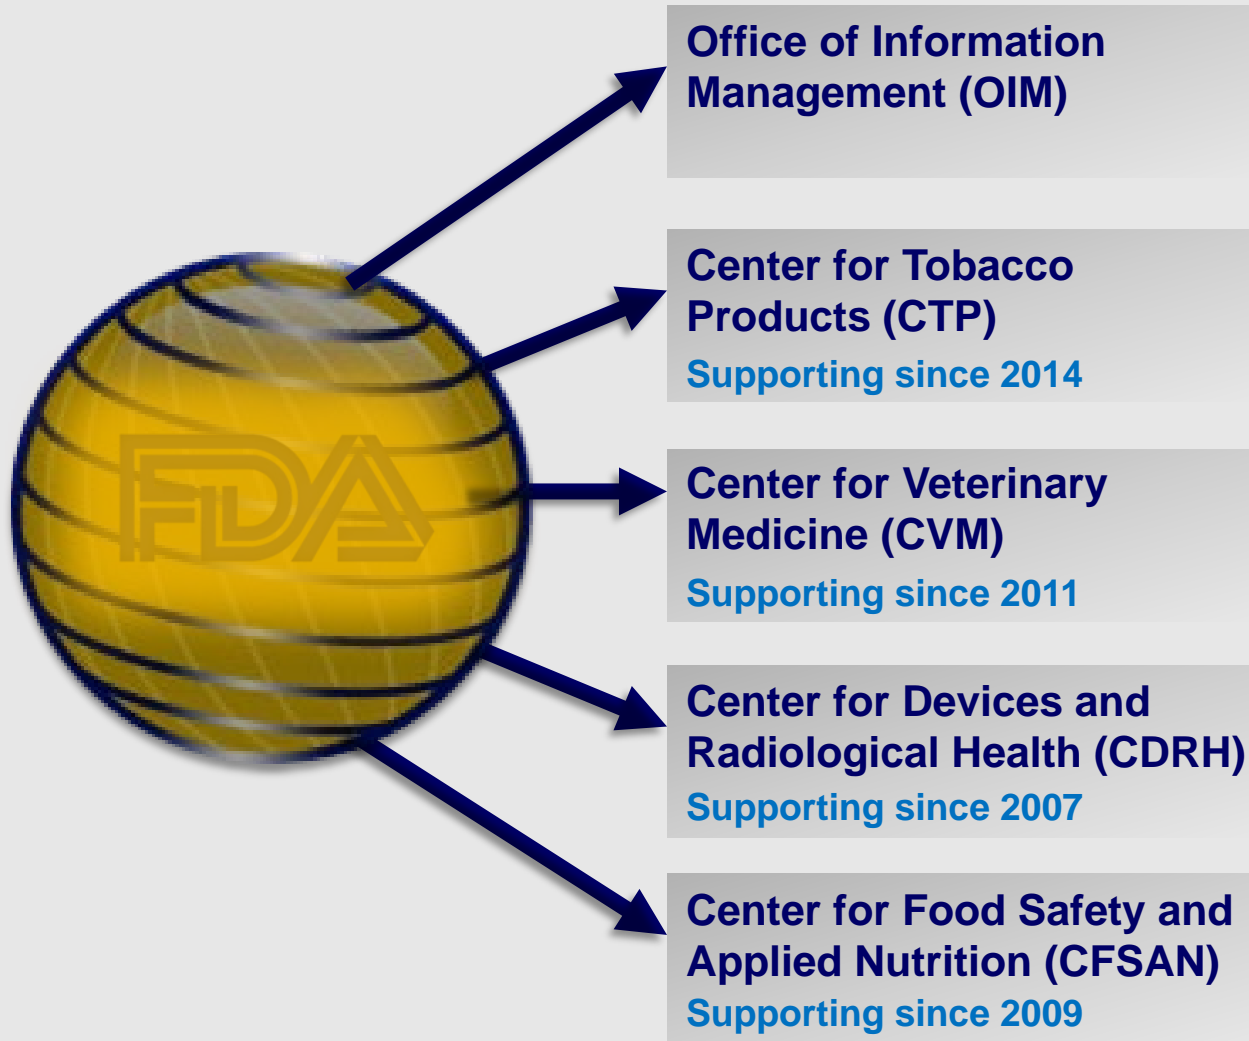 Office of Information
Management (OIM)
Center for Tobacco
Products (CTP)
Supporting since 2014
FDA
Center for Veterinary
Medicine (CVM)
Supporting since 2011
Center for Devices and
Radiological Health (CDRH)
Supporting since 2007
Center for Food Safety and
Applied Nutrition (CFSAN)
Supporting since 2009